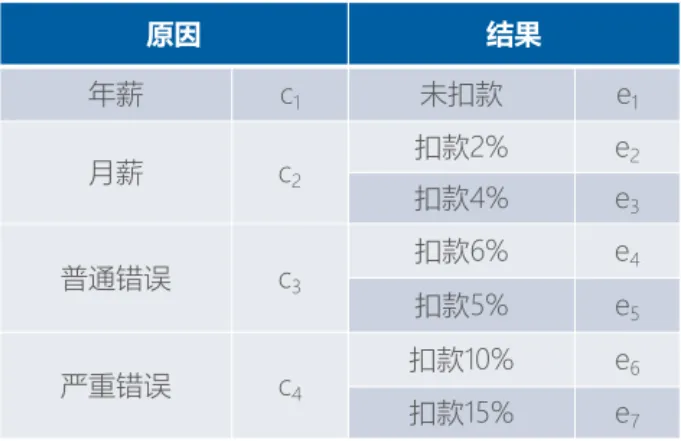 原因 结果
年薪 c₁ 未扣款 e₁
月薪 c₂ 扣款2% e₂
扣款4% e₃
普通错误 c₃ 扣款6% e₄
扣款5% e₅
严重错误 c₄ 扣款10% e₆
扣款15% e₇